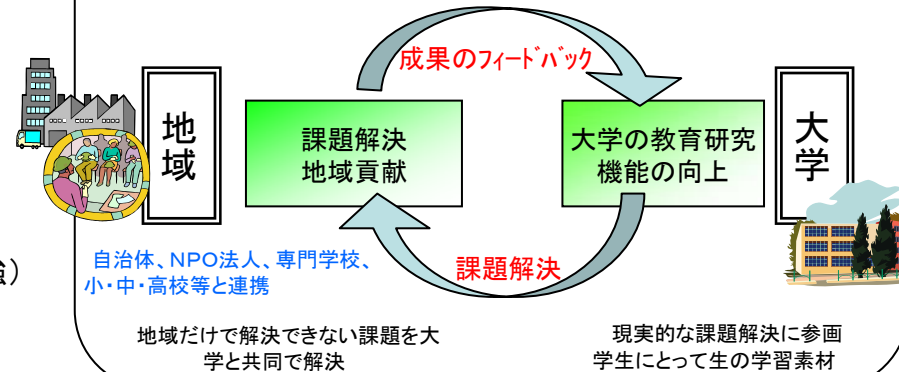 成果のフィードバック
地域
課題解決
地域貢献
大学の教育研究
機能の向上
大学
自治体、NPO法人、専門学校、
小・中・高校等と連携
課題解決
地域だけで解決できない課題を大
学と共同で解決
現実的な課題解決に参画
学生にとって生の学習素材